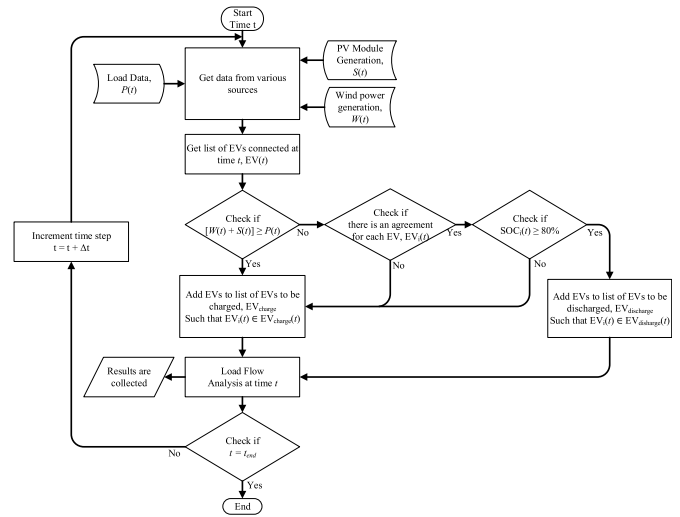 Start
Time t
PV Module
Generation,
S(t)
Load Data,
P(t)
Get data from various
sources
Wind power
generation,
W(t)
Get list of EVs connected at
time t, EV(t)
Check if
[W(t) + S(t)] ≥ P(t)
No
Yes
Check if
there is an agreement
for each EV, EVi(t)
Yes
No
Check if
SOCi(t) ≥ 80%
Yes
No
Increment time step
t = t + Δt
Add EVs to list of EVs to be
charged, EVcharge
Such that EVi(t) ∈ EVcharge(t)
Add EVs to list of EVs to be
discharged, EVdischarge
Such that EVi(t) ∈ EVdisharge(t)
Results are
collected
Load Flow
Analysis at time t
Check if
t = tend
No
Yes
End